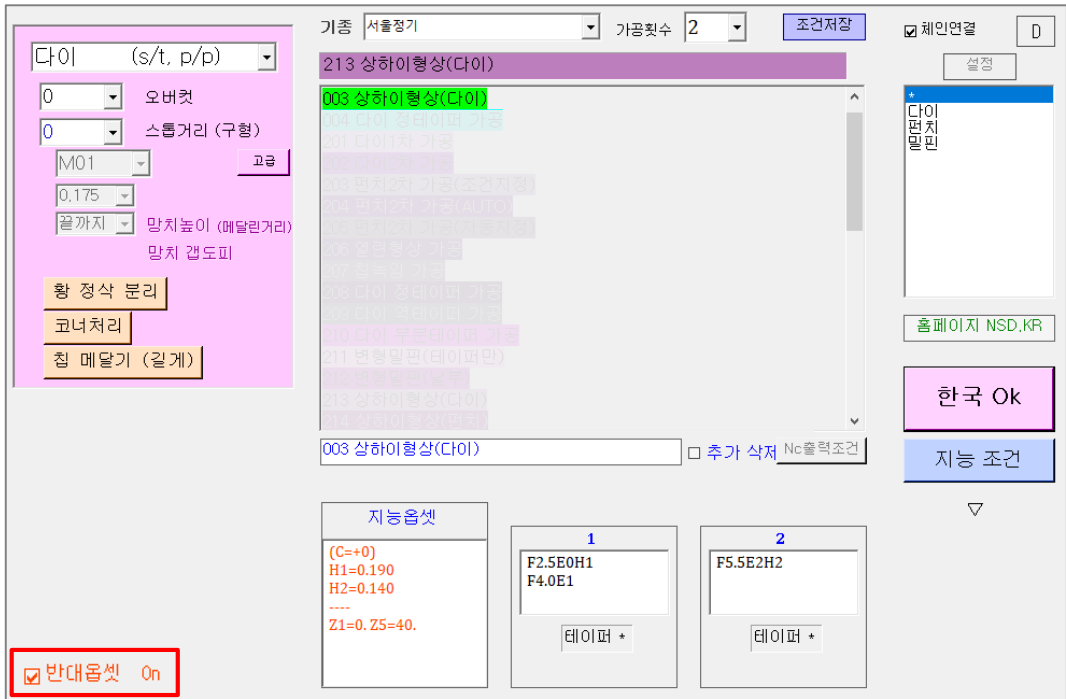 기종 서울정기 가공횟수 2 조건저장
체인연결 D
설정
다이 (s/t, p/p)
0 오버컷
0 스톱거리 (구형)
M01 고급
0.175
끝까지 망치높이 (메달린거리)
망치 갭도피
황 정삭 분리
코너처리
칩 메달기 (길게)
213 상하이형상(다이)
003 상하이형상(다이)
004 다이 정테이퍼 가공
201 다이1차 가공
203 펀치2차 가공(조건지정)
204 펀치2차 가공(AUTO)
206 열련형상 가공
208 다이 정테이퍼 가공
209 다이 역테이퍼 가공
210 다이 두문테이퍼 가공
211 변형밀핀(테이퍼만)
213 상하이형상(다이)
214 상하이형상(펀치)
003 상하이형상(다이)
추가 삭제 Nc출력조건
*
다이
펀치
밀핀
홈페이지 NSD.KR
한국 Ok
지능 조건
▽
지능옵셋
(C=+0)
H1=0.190
H2=0.140
----
Z1=0. Z5=40.
1
F2.5E0H1
F4.0E1
테이퍼 *
2
F5.5E2H2
테이퍼 *
반대옵셋 On